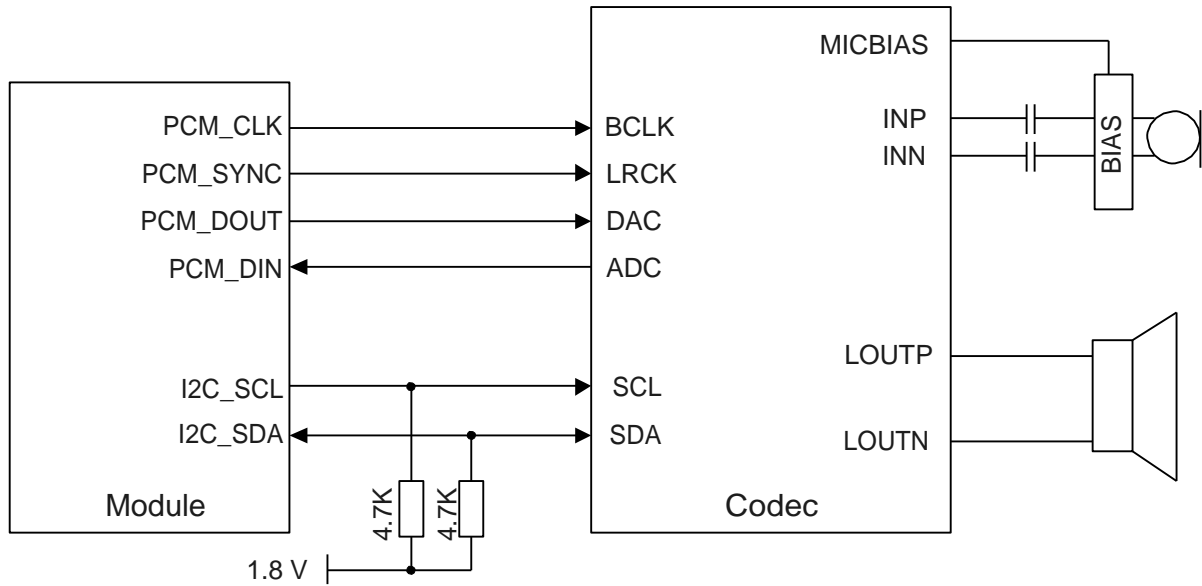 MICBIAS
PCM_CLK
BCLK
INP
INN
BIAS
PCM_SYNC
LRCK
PCM_DOUT
DAC
PCM_DIN
ADC
LOUTP
I2C_SCL
SCL
I2C_SDA
SDA
LOUTN
4.7K
4.7K
Module
Codec
1.8 V